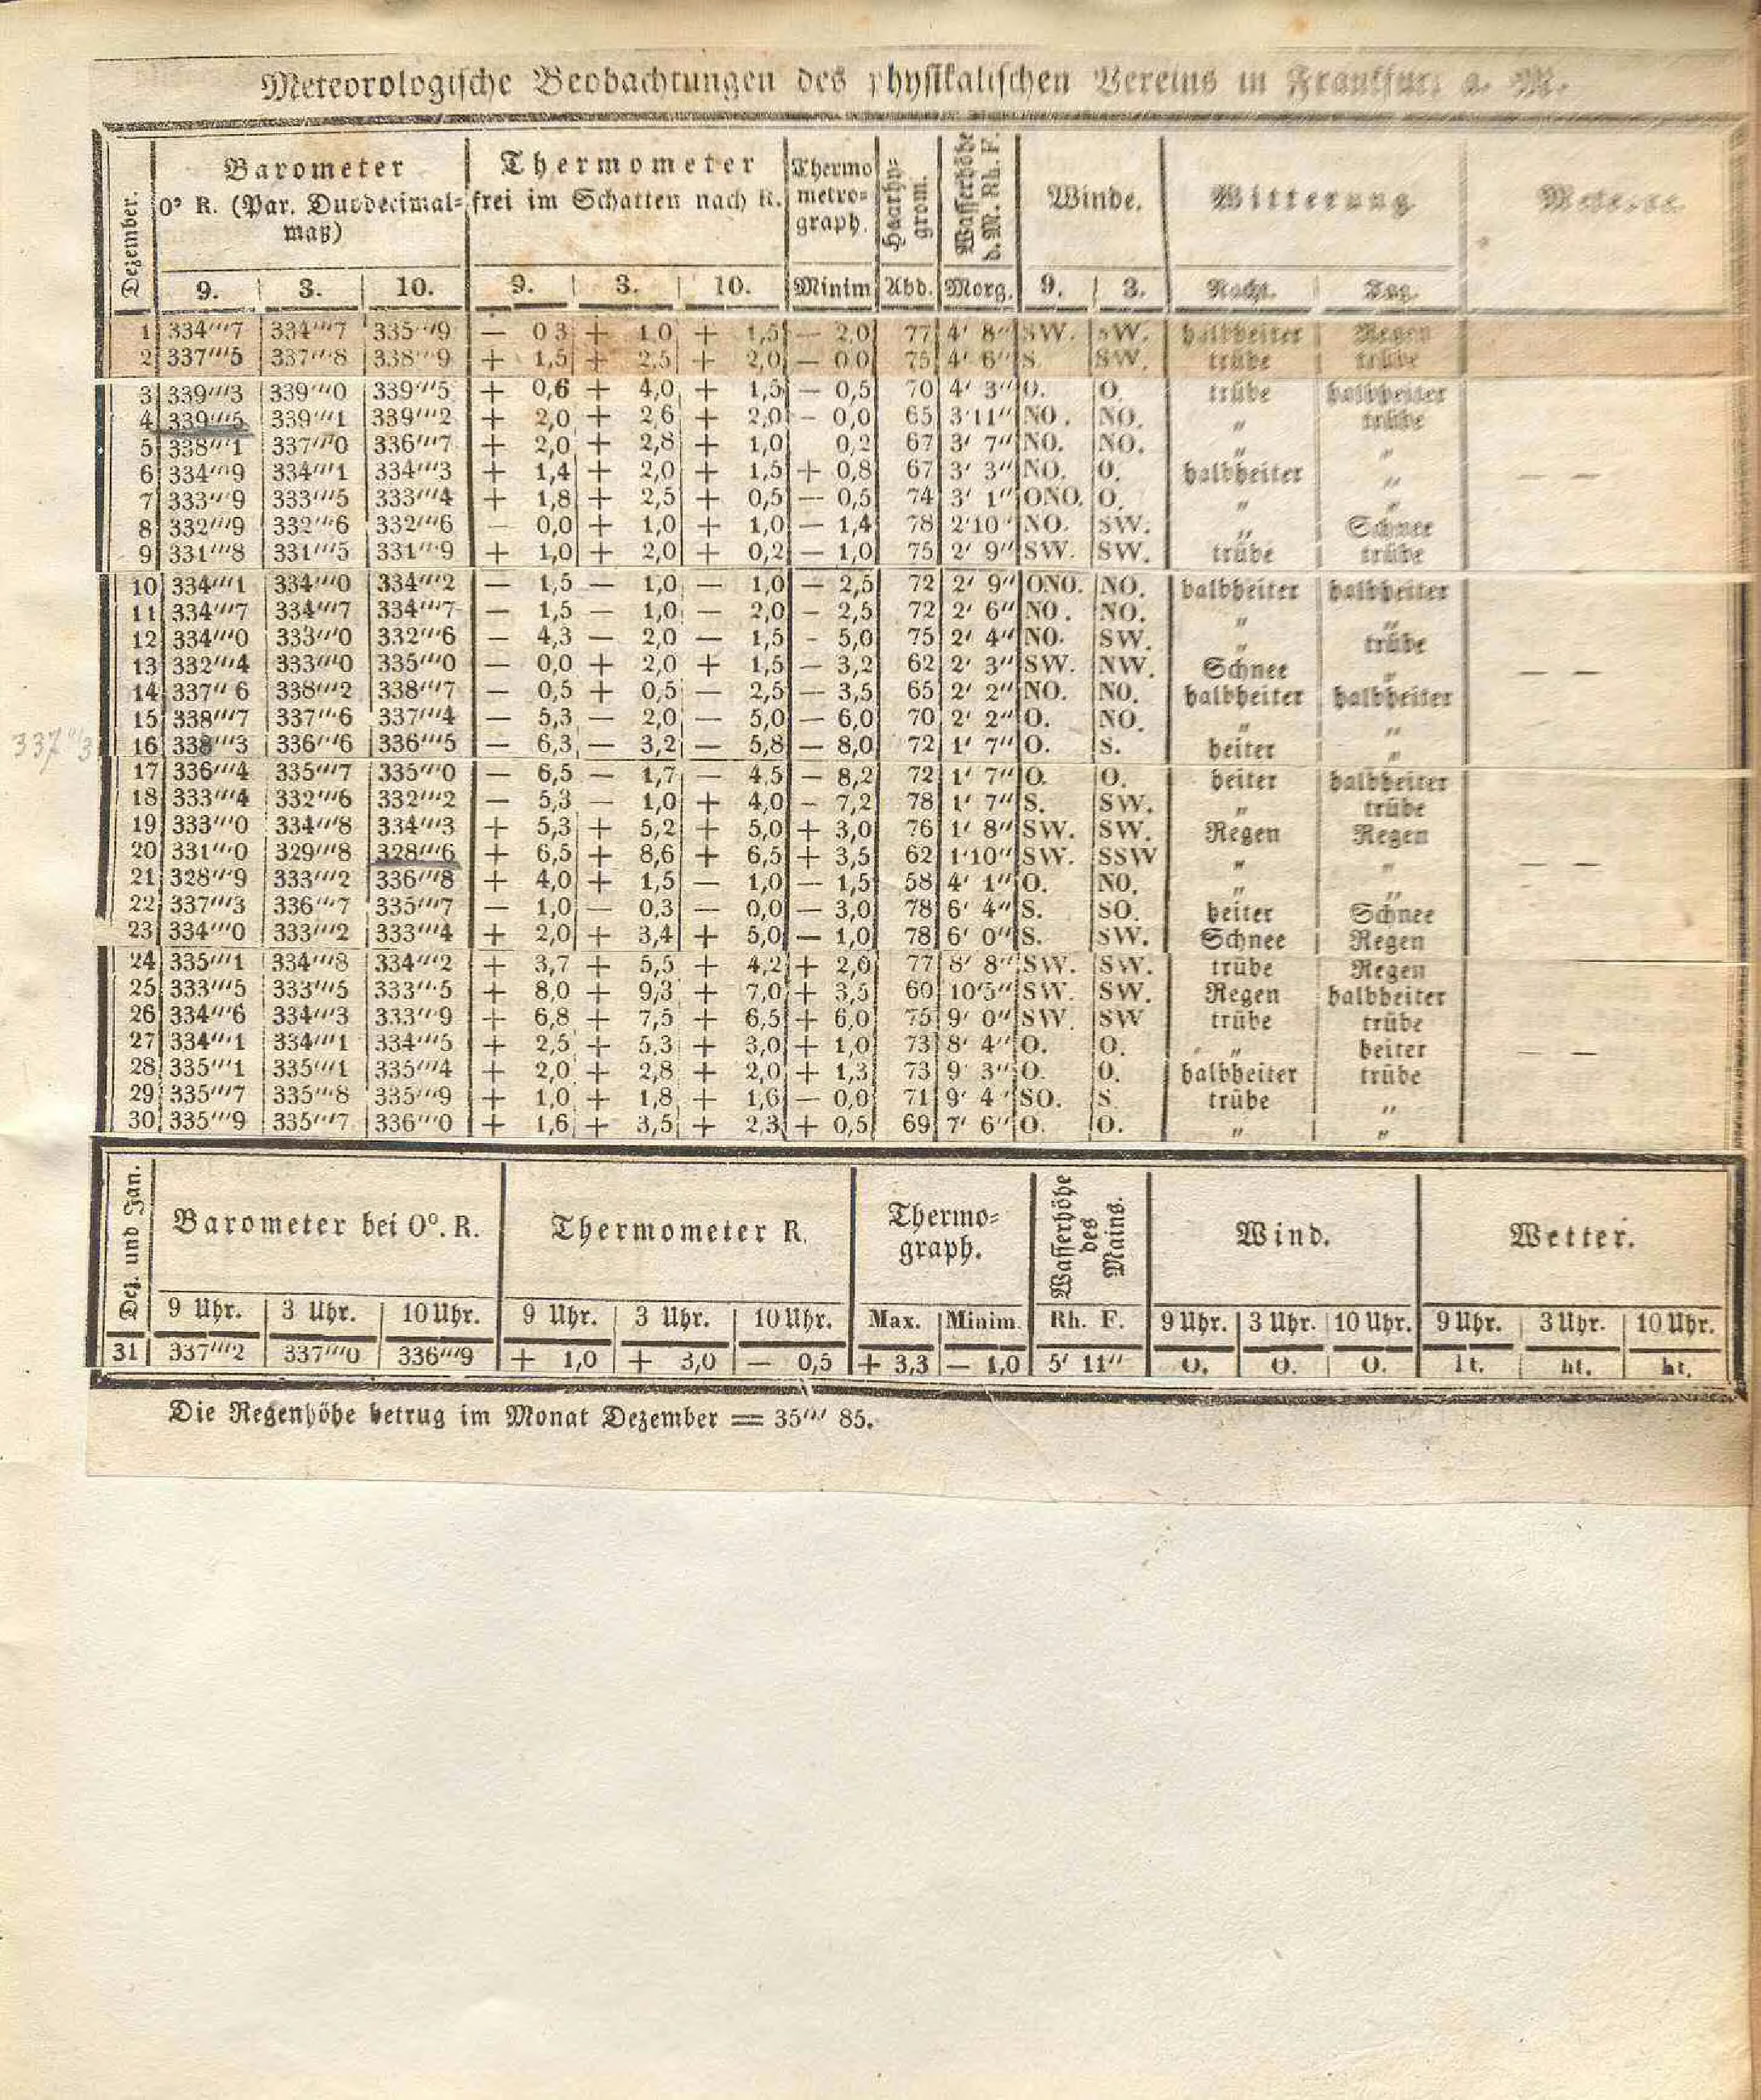 Meteorologische Beobachtungen des physikalischen Vereins in Frankfurt a. M.
Dezember. Barometer 0° R. (Par. Duodecimal= maß) Thermometer frei im Schatten nach R. Thermo metro= graph. Haarhy= grom. Wasserhöhe d. M. Rh. F. Winde. Witterung
9. 3. 10. 9. 3. 10. Minim Abd. Morg. 9. 3. Nacht. Tag.
1 334''''7 334''''7 335''''9 — 0 3 + 1,0 + 1,5 — 2,0 77 4' 8'' SW. SW. halbheiter Regen
2 337''''5 337''''8 338''''9 + 1,5 + 2,5 + 2,0 — 0 0 75 4' 6'' S. SW. trübe trübe
3 339''''3 339''''0 339''''5 + 0,6 + 4,0 + 1,5 — 0,5 70 4' 3'' O. O. trübe halbheiter
4 339''''5 339''''1 339''''2 + 2,0 + 2,6 + 2,0 — 0,0 65 3'11'' NO. NO. „ trübe
5 338''''1 337''''0 336''''7 + 2,0 + 2,8 + 1,0 0,2 67 3' 7'' NO. NO. „ „
6 334''''9 334''''1 334''''3 + 1,4 + 2,0 + 1,5 + 0,8 67 3' 3'' NO. O. halbheiter „ — —
7 333''''9 333''''5 333''''4 + 1,8 + 2,5 + 0,5 — 0,5 74 3' 1'' ONO. O. „ „
8 332''''9 332''''6 332''''6 — 0,0 + 1,0 + 1,0 — 1,4 78 2'10'' NO. SW. „ Schnee
9 331''''8 331''''5 331''''9 + 1,0 + 2,0 + 0,2 — 1,0 75 2' 9'' SW. SW. trübe trübe
10 334''''1 334''''0 334''''2 — 1,5 — 1,0 — 1,0 — 2,5 72 2' 9'' ONO. NO. halbheiter halbheiter
11 334''''7 334''''7 334''''7 — 1,5 — 1,0 — 2,0 — 2,5 72 2' 6'' NO. NO. „ „
12 334''''0 333''''0 332''''6 — 4,3 — 2,0 — 1,5 - 5,0 75 2' 4'' NO. SW. „ trübe
13 332''''4 333''''0 335''''0 — 0,0 + 2,0 + 1,5 — 3,2 62 2' 3'' SW. NW. Schnee „ — —
14 337'''' 6 338''''2 338''''7 — 0,5 + 0,5 — 2,5 — 3,5 65 2' 2'' NO. NO. halbheiter halbheiter
15 338''''7 337''''6 337''''4 — 5,3 — 2,0 — 5,0 — 6,0 70 2' 2'' O. NO. „ „
337'''3 16 338''''3 336''''6 336''''5 — 6,3 — 3,2 — 5,8 — 8,0 72 1' 7'' O. S. heiter „
17 336''''4 335''''7 335''''0 — 6,5 — 1,7 — 4,5 — 8,2 72 1' 7'' O. O. heiter halbheiter
18 333''''4 332''''6 332''''2 — 5,3 — 1,0 + 4,0 — 7,2 78 1' 7'' S. SW. „ trübe
19 333''''0 334''''8 334''''3 + 5,3 + 5,2 + 5,0 + 3,0 76 1' 8'' SW. SW. Regen Regen
20 331''''0 329''''8 328''''6 + 6,5 + 8,6 + 6,5 + 3,5 62 1'10'' SW. SSW „ „ — —
21 328''''9 333''''2 336''''8 + 4,0 + 1,5 — 1,0 — 1,5 58 4' 1'' O. NO. „ „
22 337''''3 336''''7 335''''7 — 1,0 — 0,3 — 0,0 — 3,0 78 6' 4'' S. SO. heiter Schnee
23 334''''0 333''''2 333''''4 + 2,0 + 3,4 + 5,0 — 1,0 78 6' 0'' S. SW. Schnee Regen
24 335''''1 334''''8 334''''2 + 3,7 + 5,5 + 4,2 + 2,0 77 8' 8'' SW. SW. trübe Regen
25 333''''5 333''''5 333''''5 + 8,0 + 9,3 + 7,0 + 3,5 60 10'5'' SW. SW. Regen halbheiter
26 334''''6 334''''3 333''''9 + 6,8 + 7,5 + 6,5 + 6,0 75 9' 0'' SW. SW trübe trübe
27 334''''1 334''''1 334''''5 + 2,5 + 5,3 + 3,0 + 1,0 73 8' 4'' O. O. „ heiter — —
28 335''''1 335''''1 335''''4 + 2,0 + 2,8 + 2,0 + 1,3 73 9' 3'' O. O. halbheiter trübe
29 335''''7 335''''8 335''''9 + 1,0 + 1,8 + 1,6 — 0,0 71 9' 4'' SO. S. trübe „
30 335''''9 335''''7 336''''0 + 1,6 + 3,5 + 2,3 + 0,5 69 7' 6'' O. O. „ „
Dez. und Jan. Barometer bei 0°. R. Thermometer R. Thermo= graph. Wasserhöhe des Mains. Wind. Wetter.
9 Uhr. 3 Uhr. 10 Uhr. 9 Uhr. 3 Uhr. 10 Uhr. Max. Minim. Rh. F. 9 Uhr. 3 Uhr. 10 Uhr. 9 Uhr. 3 Uhr. 10 Uhr.
31 337''''2 337''''0 336''''9 + 1,0 + 3,0 — 0,5 + 3,3 — 1,0 5' 11'' O. O. O. ht. ht.
Die Regenhöhe betrug im Monat Dezember = 35''' 85.